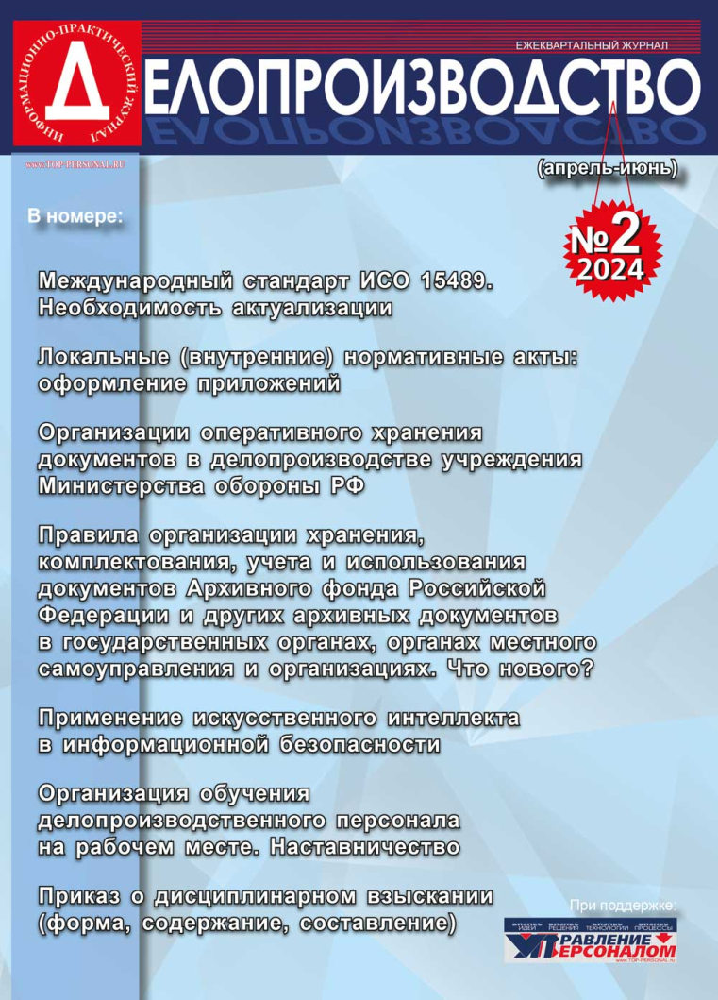 ИНФОРМАЦИОННО-ПРАКТИЧЕСКИЙ ЖУРНАЛ
ЕЖЕКВАРТАЛЬНЫЙ ЖУРНАЛ
ДЕЛОПРОИЗВОДСТВО
www.TOP-PERSONAL.RU
(апрель-июнь)
В номере:
№2
2024
Международный стандарт ИСО 15489.
Необходимость актуализации
Локальные (внутренние) нормативные акты:
оформление приложений
Организации оперативного хранения
документов в делопроизводстве учреждения
Министерства обороны РФ
Правила организации хранения,
комплектования, учета и использования
документов Архивного фонда Российской
Федерации и других архивных документов
в государственных органах, органах местного
самоуправления и организациях. Что нового?
Применение искусственного интеллекта
в информационной безопасности
Организация обучения
делопроизводственного персонала
на рабочем месте. Наставничество
Приказ о дисциплинарном взыскании
(форма, содержание, составление)
При поддержке:
БИЗНЕС БИЗНЕС БИЗНЕС БИЗНЕС
ИДЕИ РЕШЕНИЯ ТЕХНОЛОГИИ ПРОЦЕССЫ
УПРАВЛЕНИЕ
ПЕРСОНАЛОМ
www.TOP-PERSONAL.ru